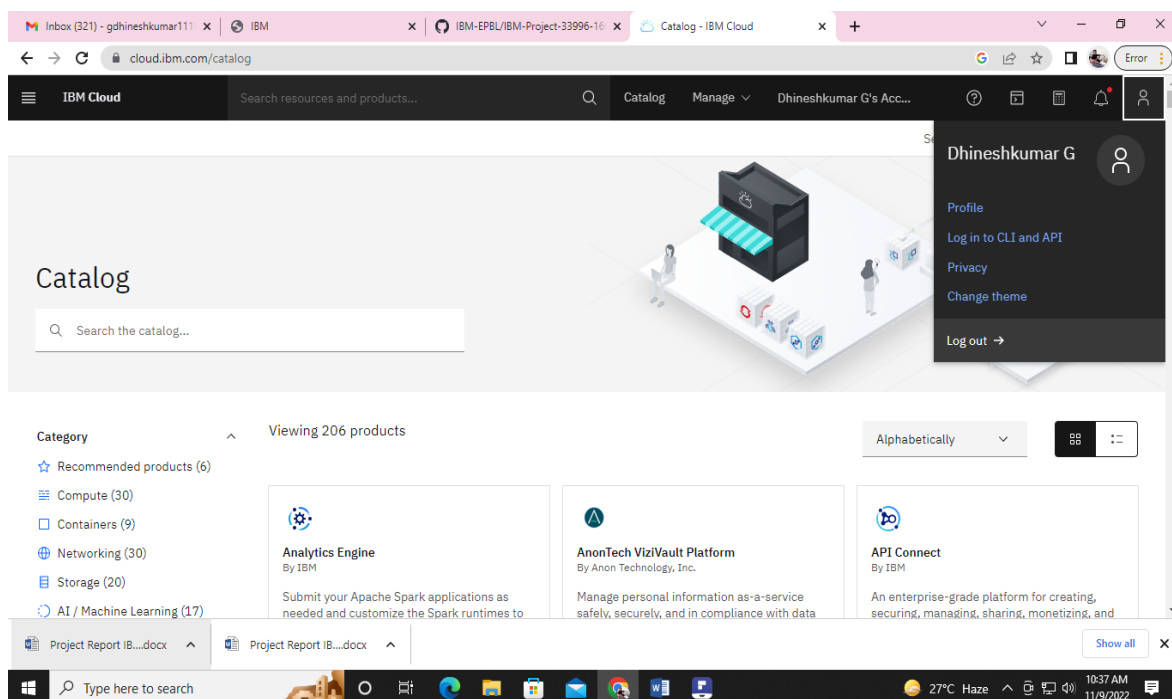 Inbox (321) - gdhineshkumar111
IBM
IBM-EPBL/IBM-Project-33996-16
Catalog - IBM Cloud
cloud.ibm.com/catalog
Error
IBM Cloud
Search resources and products...
Catalog
Manage
Dhineshkumar G's Acc...
Dhineshkumar G
Profile
Log in to CLI and API
Privacy
Change theme
Log out →
Catalog
Search the catalog...
Category
Recommended products (6)
Compute (30)
Containers (9)
Networking (30)
Storage (20)
AI / Machine Learning (17)
Viewing 206 products
Alphabetically
Analytics Engine
By IBM
Submit your Apache Spark applications as
needed and customize the Spark runtimes to
AnonTech ViziVault Platform
By Anon Technology, Inc.
Manage personal information as-a-service
safely, securely, and in compliance with data
API Connect
By IBM
An enterprise-grade platform for creating,
securing, managing, sharing, monetizing, and
Project Report IB....docx
Project Report IB....docx
Show all
Type here to search
27°C Haze
10:37 AM
11/9/2022